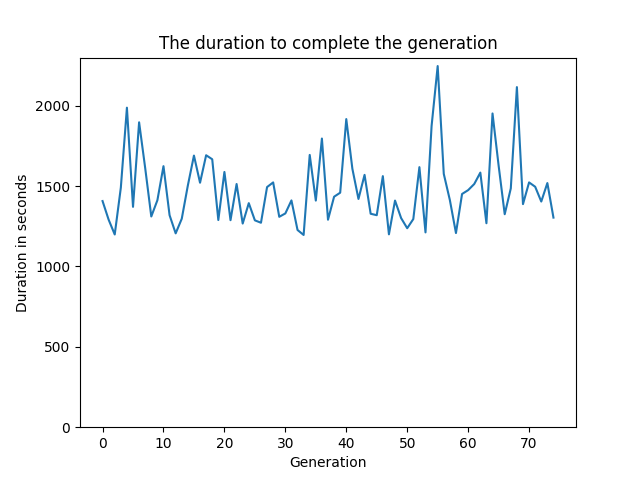 The duration to complete the generation
2000
1500
1000
500
0
0 10 20 30 40 50 60 70
Duration in seconds
Generation